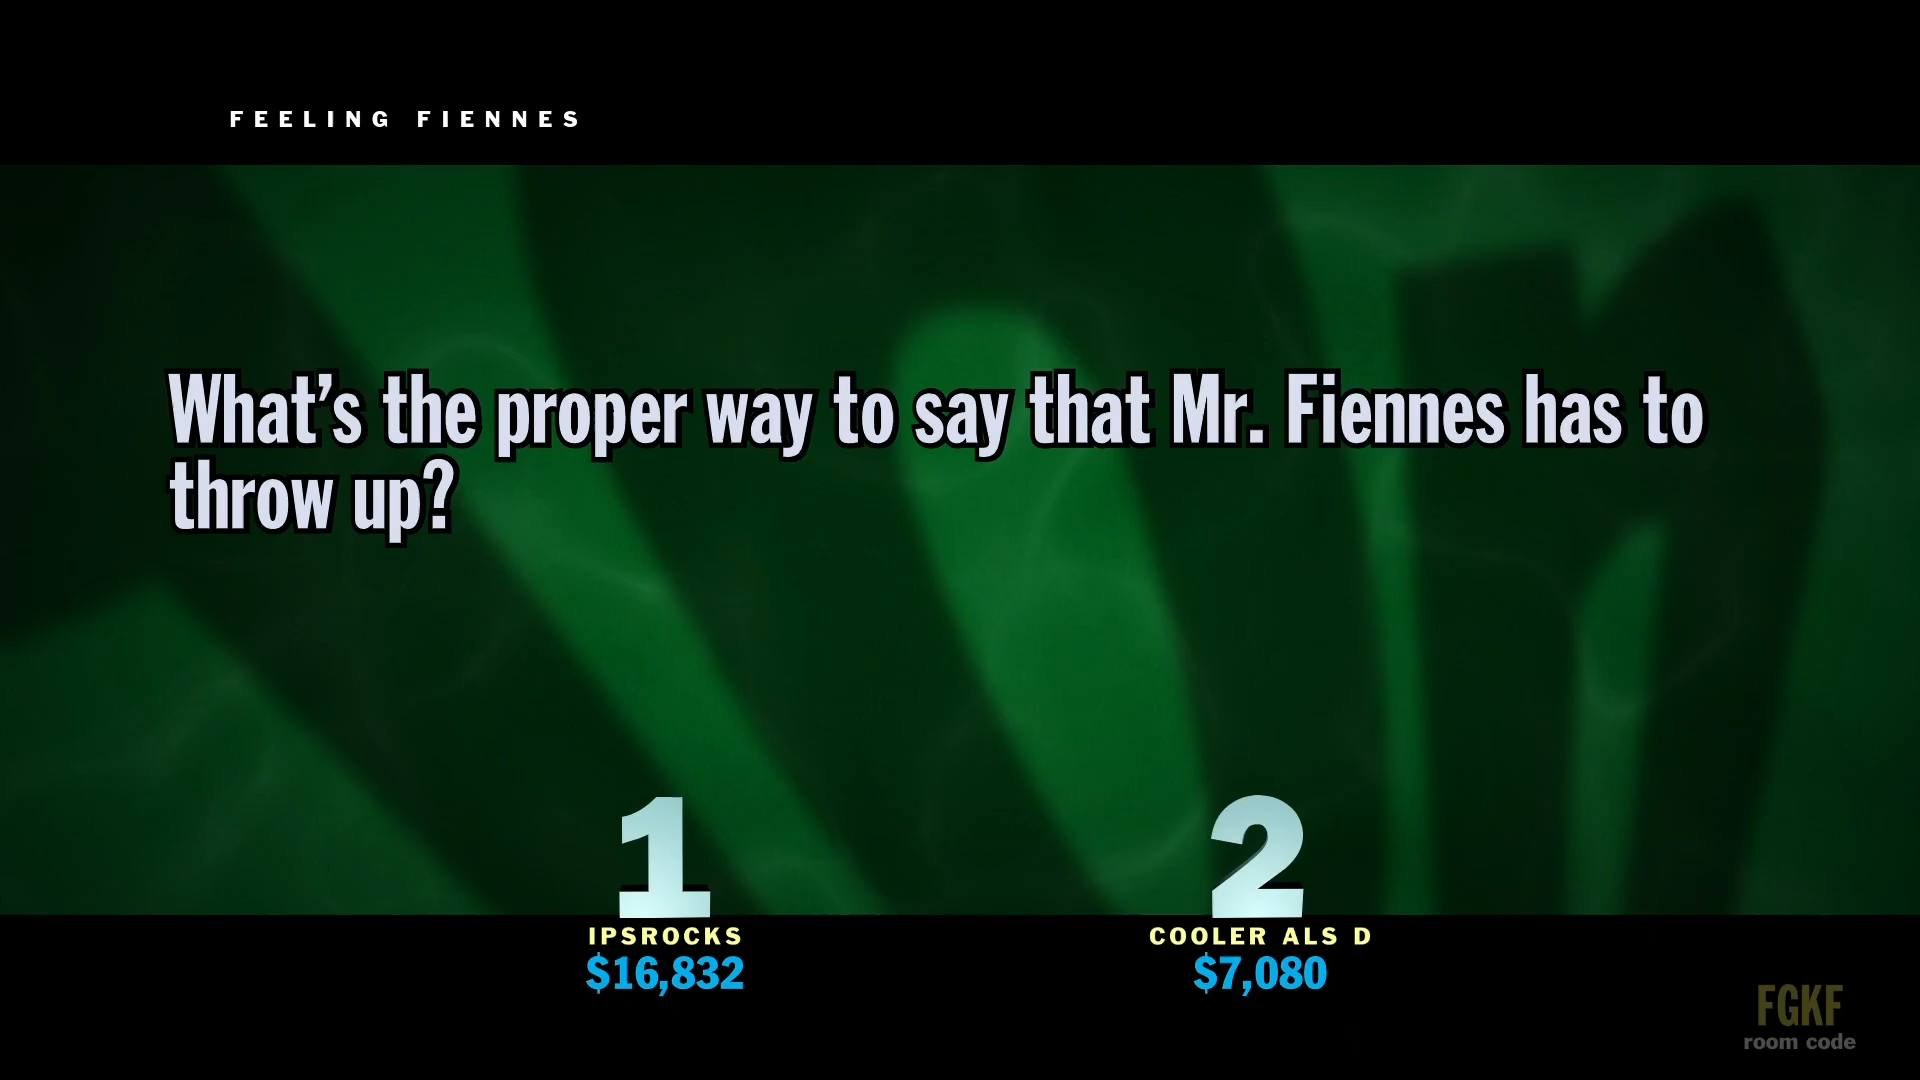 FEELING FIENNES
What’s the proper way to say that Mr. Fiennes has to
throw up?
1
2
IPSROCKS
COOLER ALS D
$16,832
$7,080
FGKF
room code